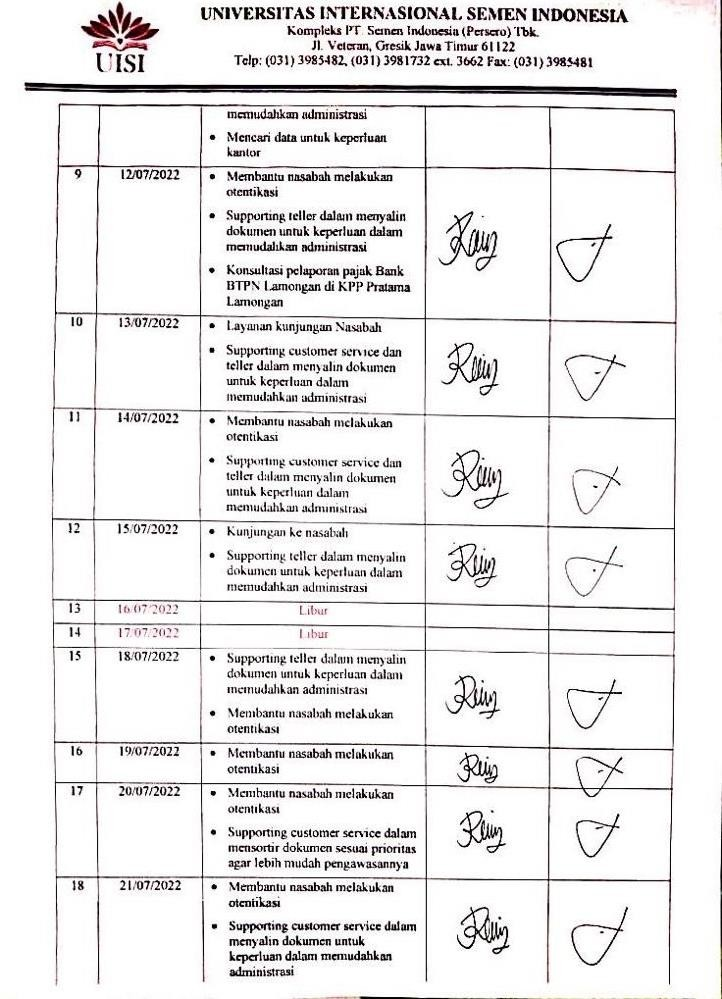 UNIVERSITAS INTERNASIONAL SEMEN INDONESIA
Kompleks PT. Semen Indonesia (Persero) Tbk.
Jl. Veteran, Gresik Jawa Timur 61122
Telp: (031) 3985482, (031) 3981732 ext. 3662 Fax: (031) 3985481
UISI
memudahkan administrasi
• Mencari data untuk keperluan
kantor
9 12/07/2022 • Membantu nasabah melakukan
otentikasi
• Supporting teller dalam menyalin
dokumen untuk keperluan dalam
memudahkan administrasi
• Konsultasi pelaporan pajak Bank
BTPN Lamongan di KPP Pratama
Lamongan
10 13/07/2022 • Layanan kunjungan Nasabah
• Supporting customer service dan
teller dalam menyalin dokumen
untuk keperluan dalam
memudahkan administrasi
11 14/07/2022 • Membantu nasabah melakukan
otentikasi
• Supporting customer service dan
teller dalam menyalin dokumen
untuk keperluan dalam
memudahkan administrasi
12 15/07/2022 • Kunjungan ke nasabah
• Supporting teller dalam menyalin
dokumen untuk keperluan dalam
memudahkan administrasi
13 16/07/2022 Libur
14 17/07/2022 Libur
15 18/07/2022 • Supporting teller dalam menyalin
dokumen untuk keperluan dalam
memudahkan administrasi
• Membantu nasabah melakukan
otentikasi
16 19/07/2022 • Membantu nasabah melakukan
otentikasi
17 20/07/2022 • Membantu nasabah melakukan
otentikasi
• Supporting customer service dalam
mensortir dokumen sesuai prioritas
agar lebih mudah pengawasannya
18 21/07/2022 • Membantu nasabah melakukan
otentikasi
• Supporting customer service dalam
menyalin dokumen untuk
keperluan dalam memudahkan
administrasi